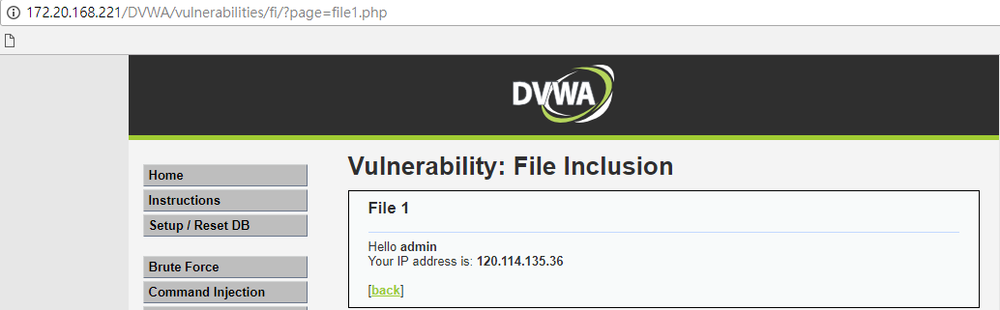 172.20.168.221/DVWA/vulnerabilities/fi/?page=file1.php
DVWA
Home
Instructions
Setup / Reset DB
Brute Force
Command Injection
Vulnerability: File Inclusion
File 1
Hello admin
Your IP address is: 120.114.135.36
[back]